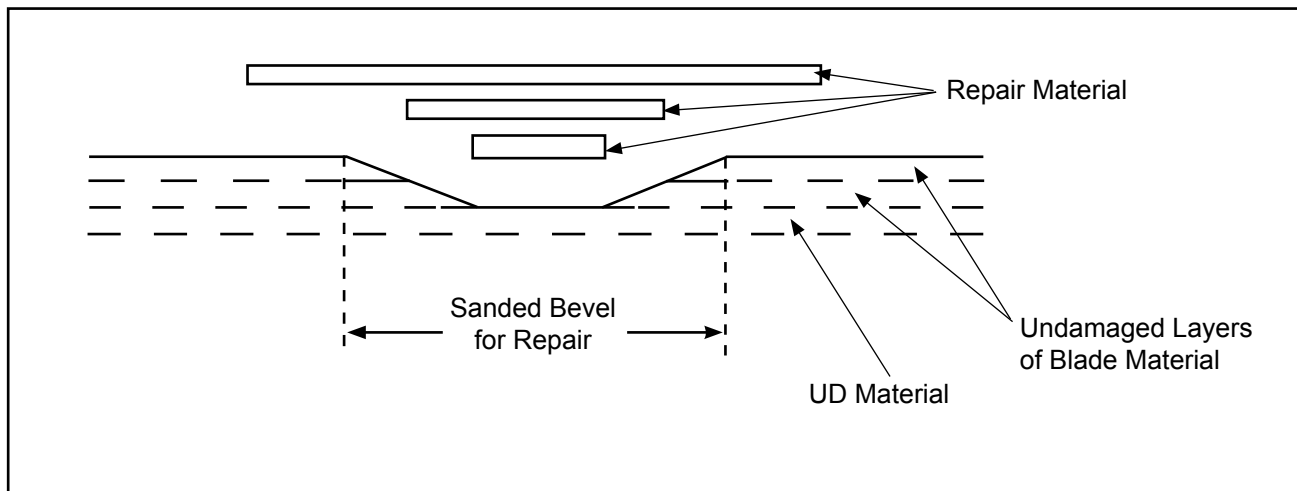 Repair Material
Sanded Bevel
for Repair
Undamaged Layers
of Blade Material
UD Material